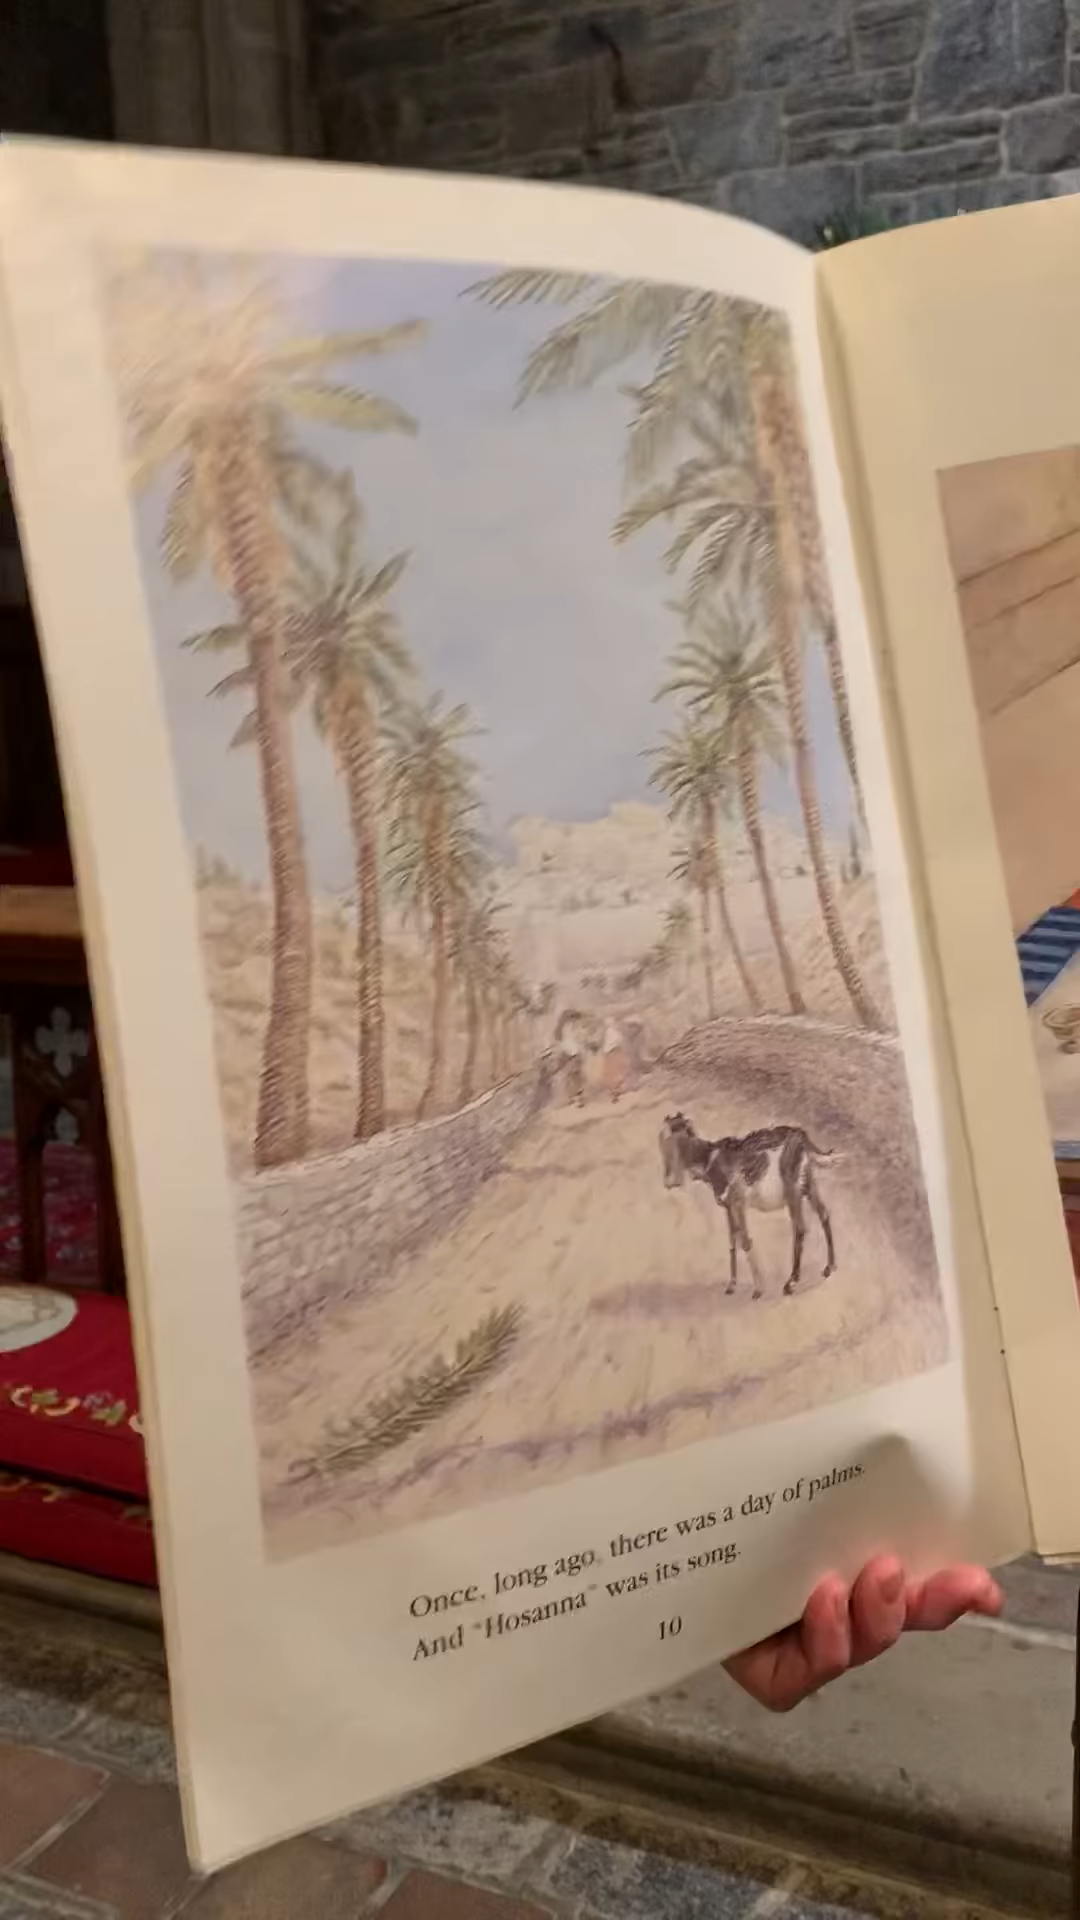 Once, long ago, there was a day of palms.
And "Hosanna" was its song.
10